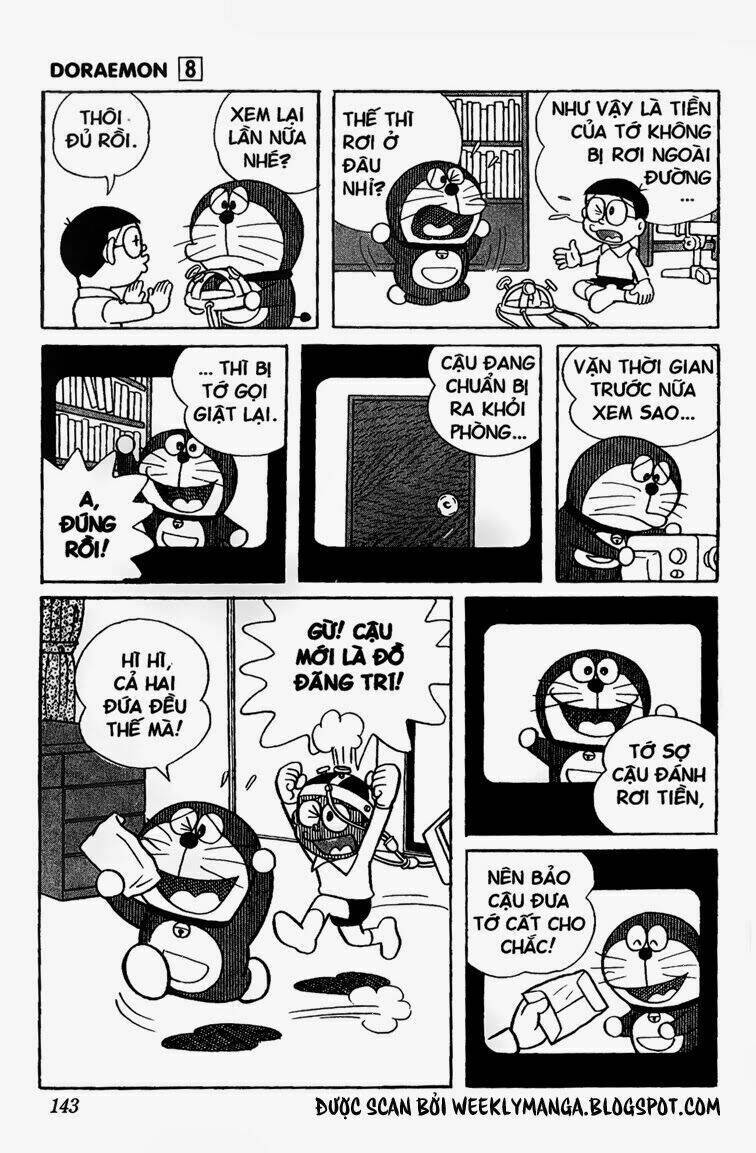 DORAEMON 8
NHƯ VẬY LÀ TIỀN
CỦA TỚ KHÔNG
BỊ RƠI NGOÀI
ĐƯỜNG
...
THẾ THÌ
RƠI Ở
ĐÂU
NHỈ?
XEM LẠI
LẦN NỮA
NHÉ?
THÔI
ĐỦ RỒI.
VẶN THỜI GIAN
TRƯỚC NỮA
XEM SAO...
CẬU ĐANG
CHUẨN BỊ
RA KHỎI
PHÒNG...
... THÌ BỊ
TỚ GỌI
GIẬT LẠI.
A,
ĐÚNG
RỒI!
TỚ SỢ
CẬU ĐÁNH
RƠI TIỀN,
NÊN BẢO
CẬU ĐƯA
TỚ CẤT CHO
CHẮC!
GỪ! CẬU
MỚI LÀ ĐỒ
ĐÃNG TRÍ!
HÌ HÌ,
CẢ HAI
ĐỨA ĐỀU
THẾ MÀ!
143
ĐƯỢC SCAN BỞI WEEKLYMANGA.BLOGSPOT.COM